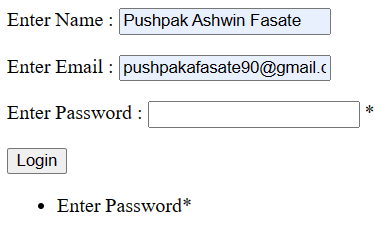 Enter Name : Pushpak Ashwin Fasate
Enter Email : pushpakafasate90@gmail.c
Enter Password : *
Login
• Enter Password*